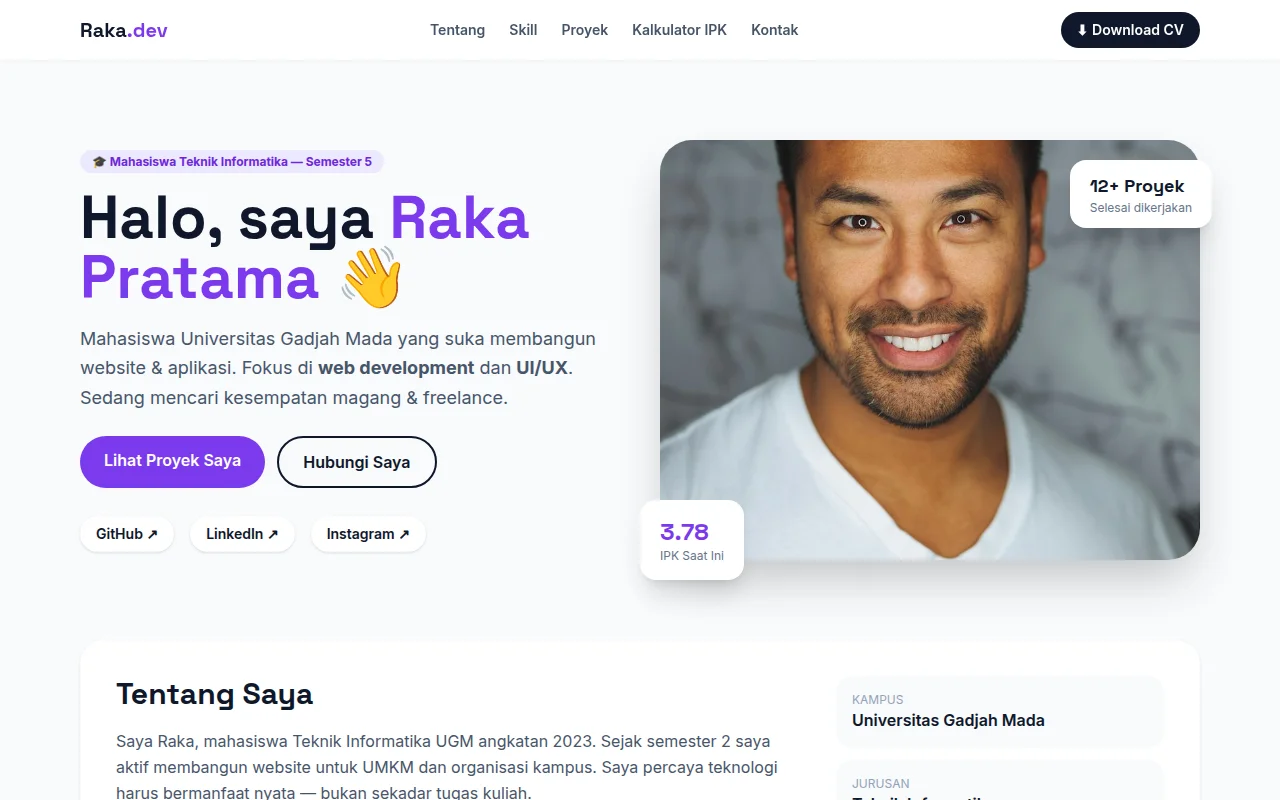 Raka.dev
Tentang
Skill
Proyek
Kalkulator IPK
Kontak
⬇ Download CV
🎓 Mahasiswa Teknik Informatika — Semester 5
Halo, saya Raka
Pratama 👋
Mahasiswa Universitas Gadjah Mada yang suka membangun
website & aplikasi. Fokus di web development dan UI/UX.
Sedang mencari kesempatan magang & freelance.
Lihat Proyek Saya
Hubungi Saya
GitHub ↗
LinkedIn ↗
Instagram ↗
12+ Proyek
Selesai dikerjakan
3.78
IPK Saat Ini
Tentang Saya
Saya Raka, mahasiswa Teknik Informatika UGM angkatan 2023. Sejak semester 2 saya
aktif membangun website untuk UMKM dan organisasi kampus. Saya percaya teknologi
harus bermanfaat nyata — bukan sekadar tugas kuliah.
KAMPUS
Universitas Gadjah Mada
JURUSAN